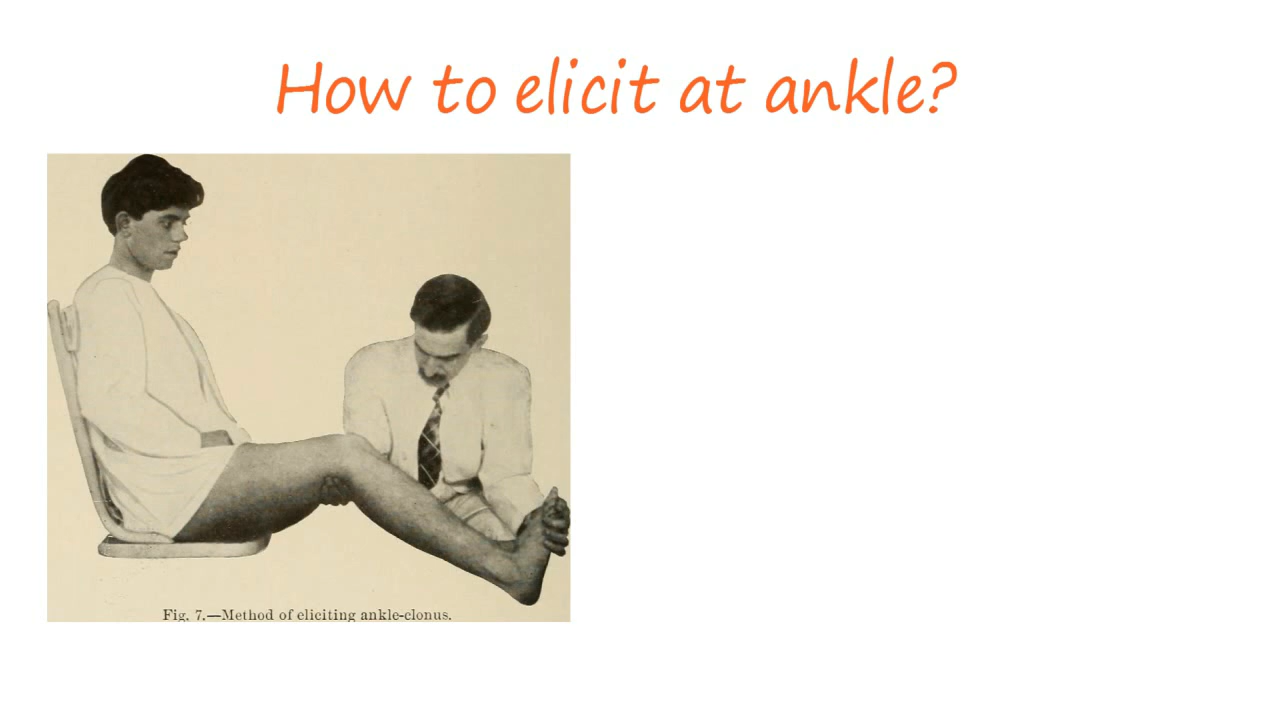 How to elicit at ankle?
Fig. 7.—Method of eliciting ankle-clonus.